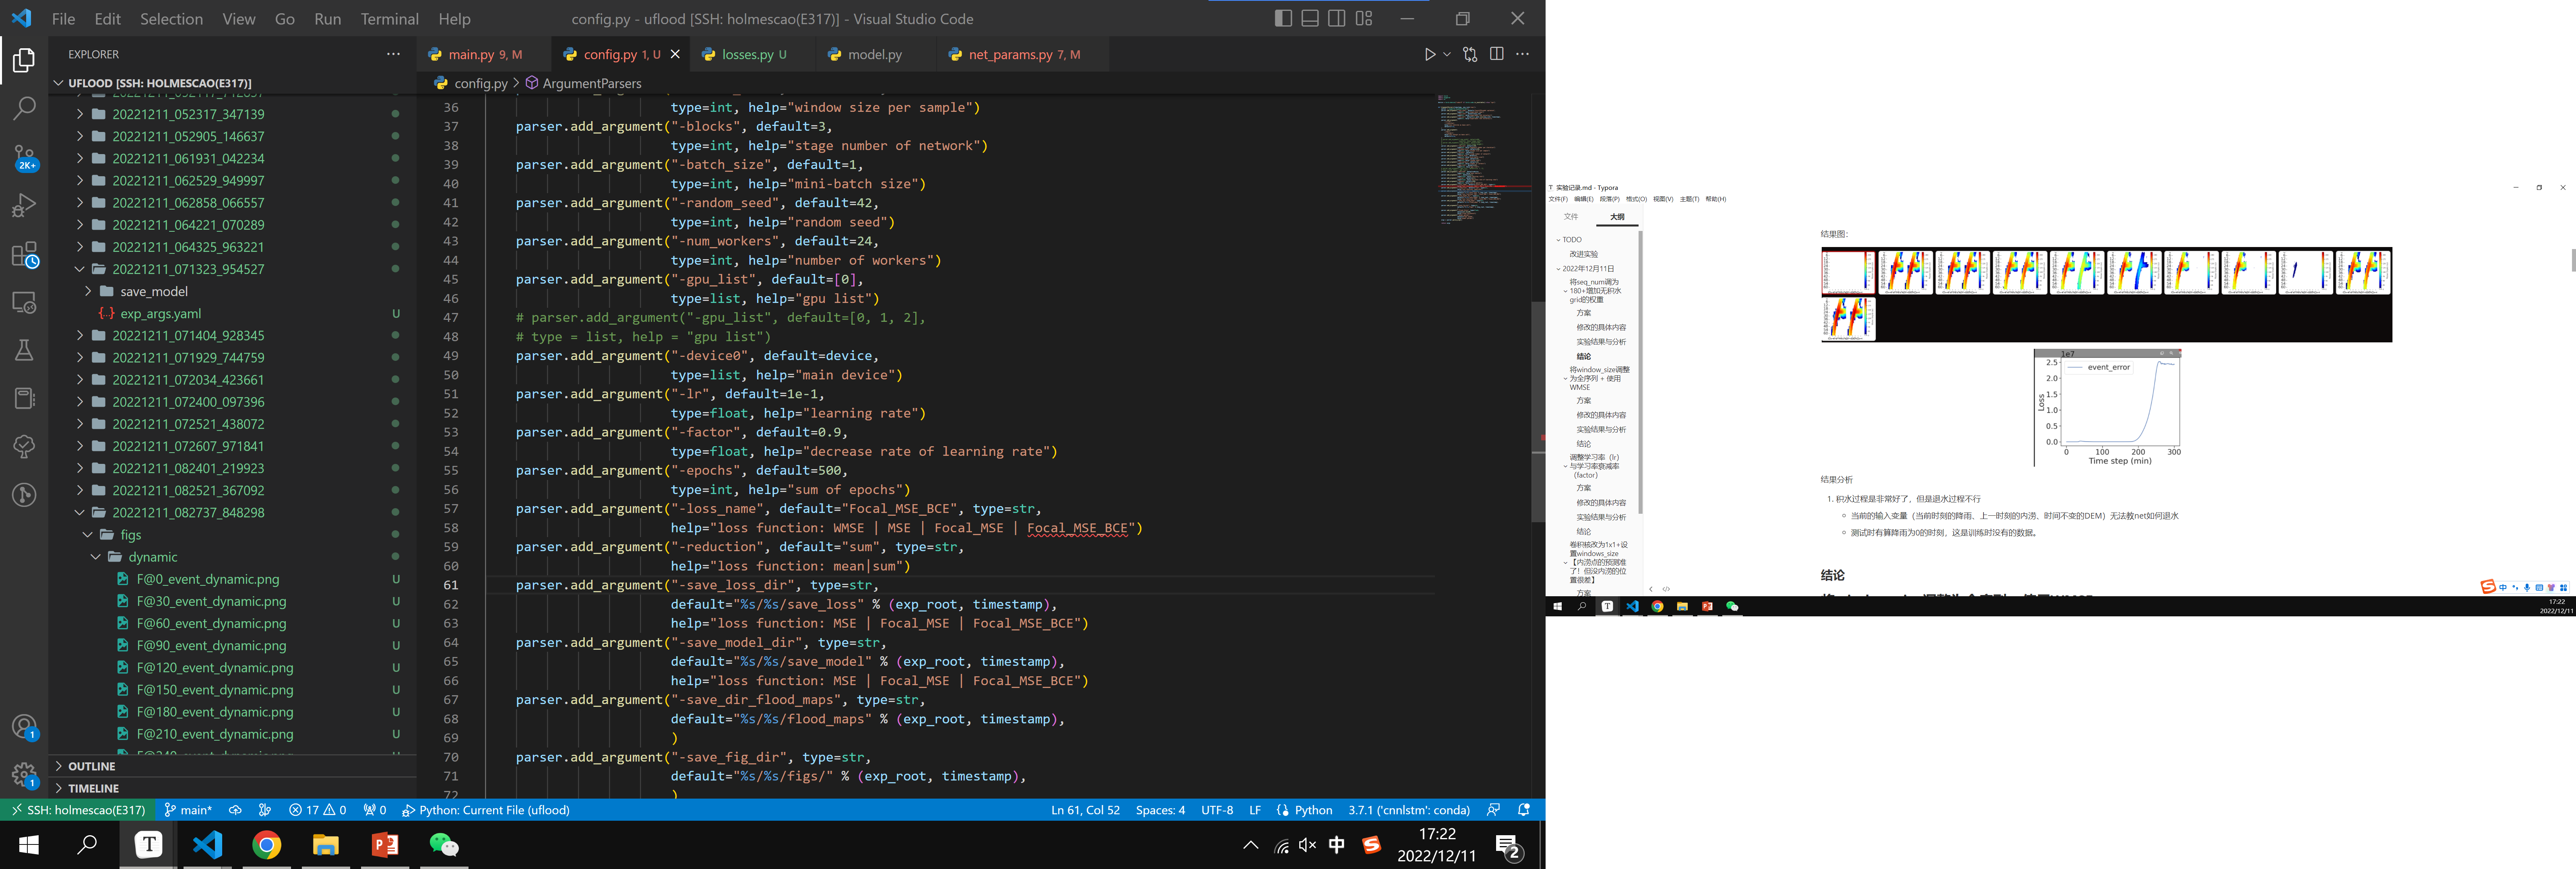 File Edit Selection View Go Run Terminal Help
config.py - uflood [SSH: holmescao(E317)] - Visual Studio Code
EXPLORER
UFLOOD [SSH: HOLMESCAO(E317)]
20221211_052317_347139
20221211_052905_146637
20221211_061931_042234
20221211_062529_949997
20221211_062858_066557
20221211_064221_070289
20221211_064325_963221
20221211_071323_954527
save_model
exp_args.yaml U
20221211_071404_928345
20221211_071929_744759
20221211_072034_423661
20221211_072400_097396
20221211_072521_438072
20221211_072607_971841
20221211_082401_219923
20221211_082521_367092
20221211_082737_848298
figs
dynamic
F@0_event_dynamic.png U
F@30_event_dynamic.png U
F@60_event_dynamic.png U
F@90_event_dynamic.png U
F@120_event_dynamic.png U
F@150_event_dynamic.png U
F@180_event_dynamic.png U
F@210_event_dynamic.png U
OUTLINE
TIMELINE
2K+
1
1
main.py 9, M
config.py 1, U
losses.py U
model.py
net_params.py 7, M
config.py > ArgumentParsers
36 type=int, help="window size per sample")
37 parser.add_argument("-blocks", default=3,
38 type=int, help="stage number of network")
39 parser.add_argument("-batch_size", default=1,
40 type=int, help="mini-batch size")
41 parser.add_argument("-random_seed", default=42,
42 type=int, help="random seed")
43 parser.add_argument("-num_workers", default=24,
44 type=int, help="number of workers")
45 parser.add_argument("-gpu_list", default=[0],
46 type=list, help="gpu list")
47 # parser.add_argument("-gpu_list", default=[0, 1, 2],
48 # type = list, help = "gpu list")
49 parser.add_argument("-device0", default=device,
50 type=list, help="main device")
51 parser.add_argument("-lr", default=1e-1,
52 type=float, help="learning rate")
53 parser.add_argument("-factor", default=0.9,
54 type=float, help="decrease rate of learning rate")
55 parser.add_argument("-epochs", default=500,
56 type=int, help="sum of epochs")
57 parser.add_argument("-loss_name", default="Focal_MSE_BCE", type=str,
58 help="loss function: WMSE | MSE | Focal_MSE | Focal_MSE_BCE")
59 parser.add_argument("-reduction", default="sum", type=str,
60 help="loss function: mean|sum")
61 parser.add_argument("-save_loss_dir", type=str,
62 default="%s/%s/save_loss" % (exp_root, timestamp),
63 help="loss function: MSE | Focal_MSE | Focal_MSE_BCE")
64 parser.add_argument("-save_model_dir", type=str,
65 default="%s/%s/save_model" % (exp_root, timestamp),
66 help="loss function: MSE | Focal_MSE | Focal_MSE_BCE")
67 parser.add_argument("-save_dir_flood_maps", type=str,
68 default="%s/%s/flood_maps" % (exp_root, timestamp),
69 )
70 parser.add_argument("-save_fig_dir", type=str,
71 default="%s/%s/figs/" % (exp_root, timestamp),
72 )
SSH: holmescao(E317) main* 17 0 0 Python: Current File (uflood)
Ln 61, Col 52 Spaces: 4 UTF-8 LF Python 3.7.1 ('cnnlstm': conda)
中 17:22
2022/12/11
2
实验记录.md - Typora
文件(F) 编辑(E) 段落(P) 格式(O) 视图(V) 主题(T) 帮助(H)
文件 大纲
TODO
改进实验
2022年12月11日
将seq_num调为
180+增加无积水
grid的权重
方案
修改的具体内容
实验结果与分析
结论
将window_size调整
为全序列 + 使用
WMSE
方案
修改的具体内容
实验结果与分析
结论
调整学习率（lr）
与学习率衰减率
（factor）
方案
修改的具体内容
实验结果与分析
结论
卷积核改为1x1+设
置windows_size
【内涝点的预测准
了！但没内涝的位
置很差】
方案
结果图：
1e7
event_error
Loss
2.5
2.0
1.5
1.0
0.5
0.0
0 100 200 300
Time step (min)
结果分析
1. 积水过程是非常好了，但是退水过程不行
当前的输入变量（当前时刻的降雨、上一时刻的内涝、时间不变的DEM）无法教net如何退水
测试时有算降雨为0的时刻，这是训练时没有的数据。
结论
中
17:22
2022/12/11